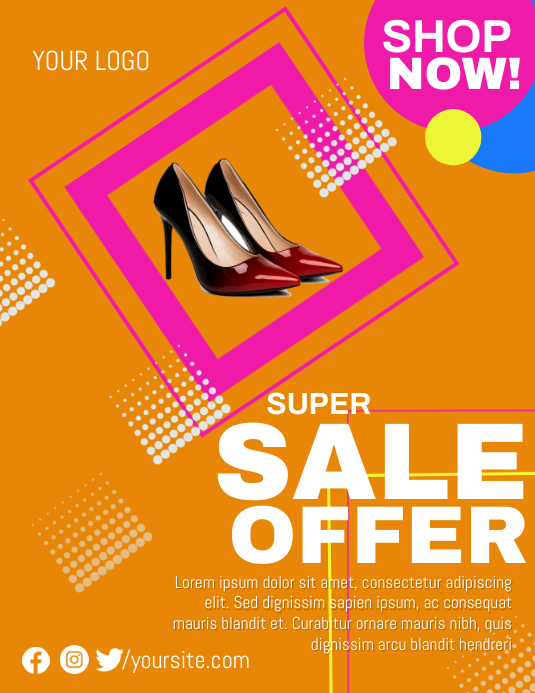 YOUR LOGO
SHOP
NOW!
SUPER
SALE
OFFER
Lorem ipsum dolor sit amet, consectetur adipiscing
elit. Sed dignissim sapien ipsum, ac consequat
mauris blandit et. Curabitur ornare mauris nibh, quis
dignissim arcu blandit hendreri
/yoursite.com